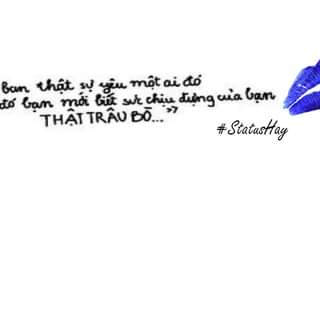 ban thật sự yêu một ai đó
đó bạn mới biết sức chịu đựng của bạn
THẬT TRÂU BÒ..."
#StatusHay